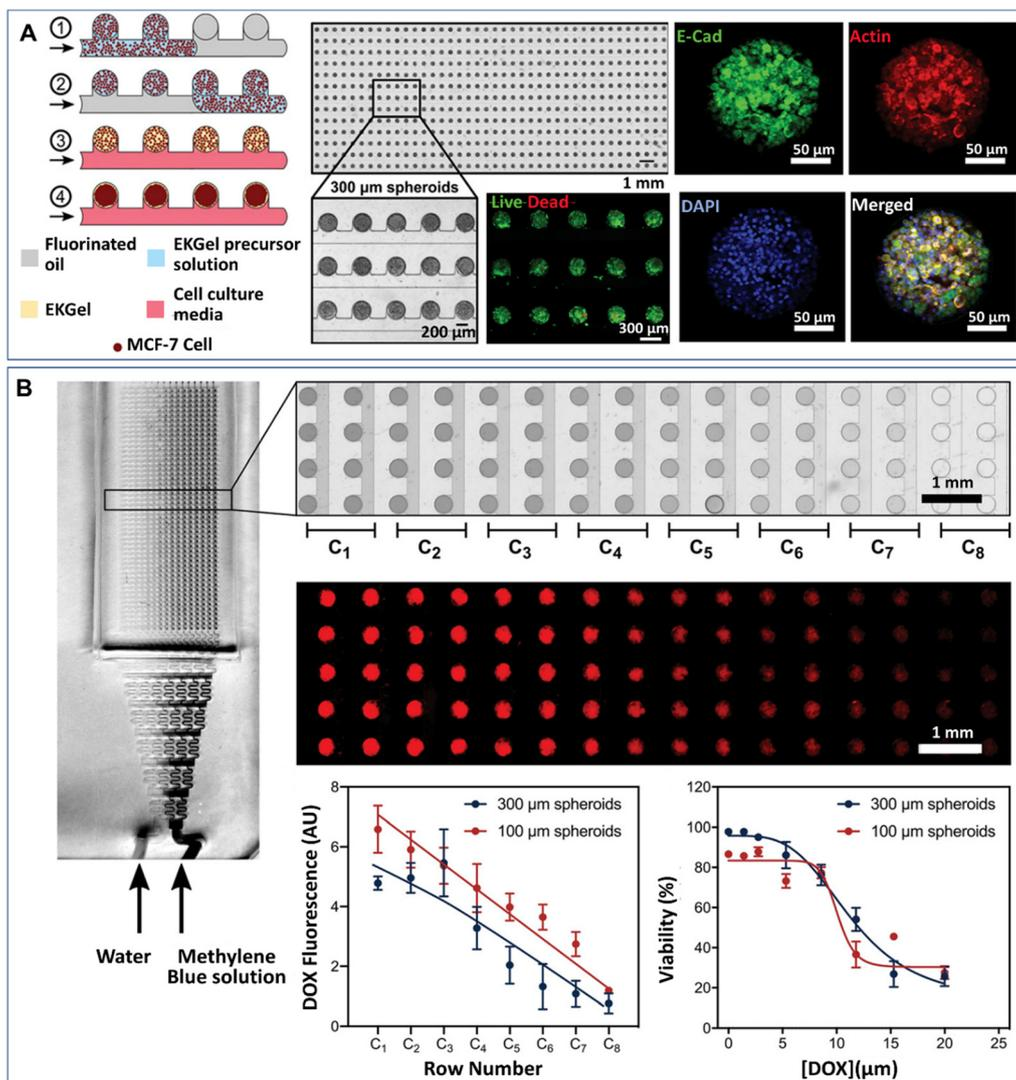 A
①
②
③
④
Fluorinated
oil
EKGel precursor
solution
EKGel
Cell culture
media
MCF-7 Cell
1 mm
300 µm spheroids
200 µm
Live Dead
300 µm
E-Cad
50 µm
Actin
50 µm
DAPI
50 µm
Merged
50 µm
B
Water
Methylene
Blue solution
1 mm
C1 C2 C3 C4 C5 C6 C7 C8
1 mm
DOX Fluorescence (AU)
8
6
4
2
0
300 µm spheroids
100 µm spheroids
C1 C2 C3 C4 C5 C6 C7 C8
Row Number
Viability (%)
120
100
80
60
40
20
0
300 µm spheroids
100 µm spheroids
0 5 10 15 20 25
[DOX](µm)